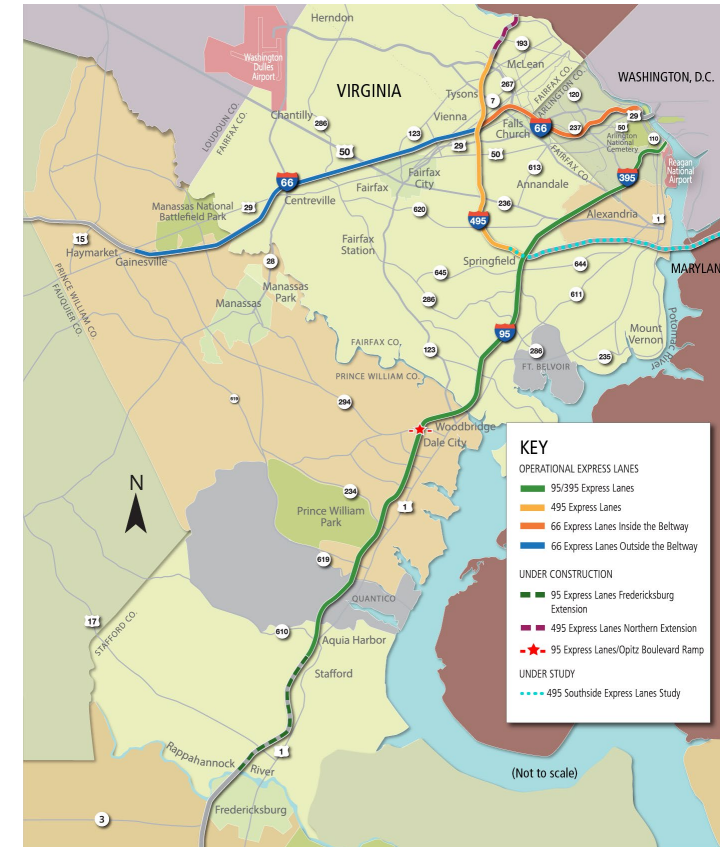 Herndon
193
Washington
Dulles
Airport
McLean
267
WASHINGTON, D.C.
Tysons
FAIRFAX CO.
ARLINGTON CO.
VIRGINIA
7
120
LOUDOUN CO.
FAIRFAX CO.
Chantilly
286
Vienna
Falls
Church
66
237
29
50
Arlington
National
Cemetery
110
123
50
29
50
FAIRFAX CO.
Reagan
National
Airport
613
395
66
Fairfax
City
Annandale
Fairfax
Centreville
Manassas National
Battlefield Park
29
620
236
Alexandria
1
495
15
Haymarket
Gainesville
Fairfax
Station
28
Springfield
644
MARYLAN
645
PRINCE WILLIAM CO.
FAUQUIER CO.
Manassas
Park
Manassas
286
611
95
Mount
Vernon
Potomac River
FAIRFAX CO.
123
286
235
FT. BELVOIR
PRINCE WILLIAM CO.
294
Woodbridge
Dale City
N
234
Prince William
Park
1
619
QUANTICO
17
STAFFORD CO.
610
Aquia Harbor
Stafford
Rappahannock
River
1
Fredericksburg
3
KEY
OPERATIONAL EXPRESS LANES
95/395 Express Lanes
495 Express Lanes
66 Express Lanes Inside the Beltway
66 Express Lanes Outside the Beltway
UNDER CONSTRUCTION
95 Express Lanes Fredericksburg
Extension
495 Express Lanes Northern Extension
95 Express Lanes/Opitz Boulevard Ramp
UNDER STUDY
495 Southside Express Lanes Study
(Not to scale)